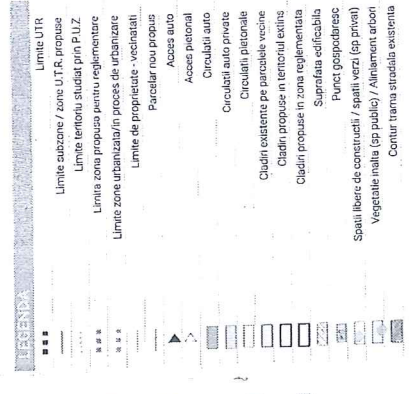 LEGENDA
Limite UTR
Limite subzone / zone U.T.R. propuse
Limite teritoriu studiat prin P.U.Z
Limita zona propusa pentru reglementare
Limite zone urbanizata/in proces de urbanizare
Limite de proprietate - vecinatati
Parcelar nou propus
Acces auto
Acces pietonal
Circulatii auto
Circulatii auto private
Circulatii pietonale
Cladiri existente pe parcelele vecine
Cladiri propuse in teritoriul extins
Cladiri propuse in zona reglementata
Suprafata edificabila
Punct gospodaresc
Spatii libere de constructii / spatii verzi (sp privat)
Vegetatie inalta (sp public) / Aliniament arbori
Contur trama stradala existenta